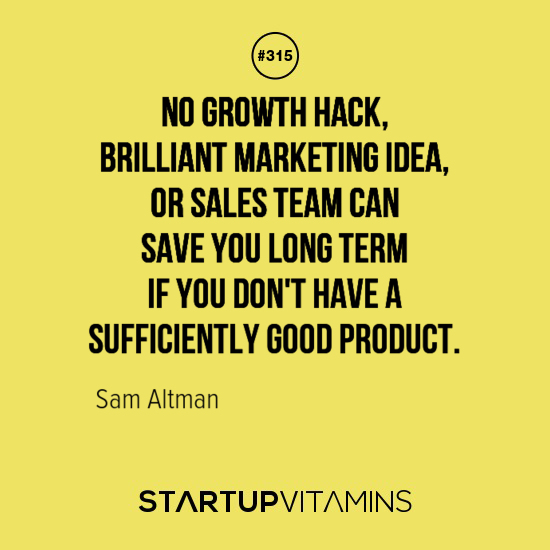 #315
NO GROWTH HACK,
BRILLIANT MARKETING IDEA,
OR SALES TEAM CAN
SAVE YOU LONG TERM
IF YOU DON'T HAVE A
SUFFICIENTLY GOOD PRODUCT.
Sam Altman
STARTUPVITAMINS